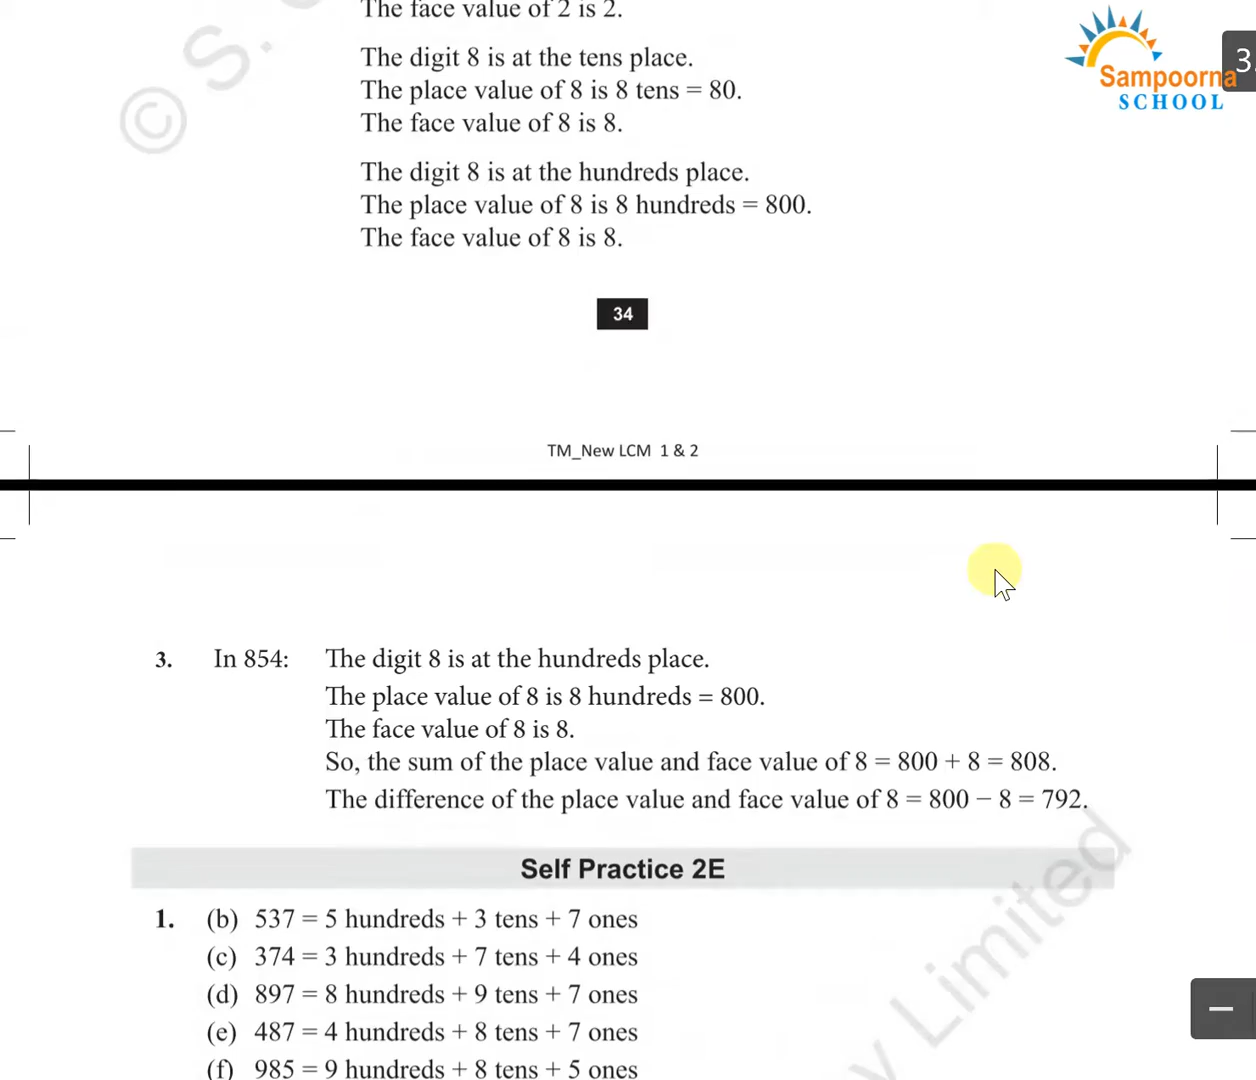 The face value of 2 is 2.
The digit 8 is at the tens place.
The place value of 8 is 8 tens = 80.
The face value of 8 is 8.
The digit 8 is at the hundreds place.
The place value of 8 is 8 hundreds = 800.
The face value of 8 is 8.
Sampoorna
SCHOOL
3
© S.
34
TM_New LCM 1 & 2
3. In 854: The digit 8 is at the hundreds place.
The place value of 8 is 8 hundreds = 800.
The face value of 8 is 8.
So, the sum of the place value and face value of 8 = 800 + 8 = 808.
The difference of the place value and face value of 8 = 800 − 8 = 792.
Self Practice 2E
1. (b) 537 = 5 hundreds + 3 tens + 7 ones
(c) 374 = 3 hundreds + 7 tens + 4 ones
(d) 897 = 8 hundreds + 9 tens + 7 ones
(e) 487 = 4 hundreds + 8 tens + 7 ones
(f) 985 = 9 hundreds + 8 tens + 5 ones
y Limited